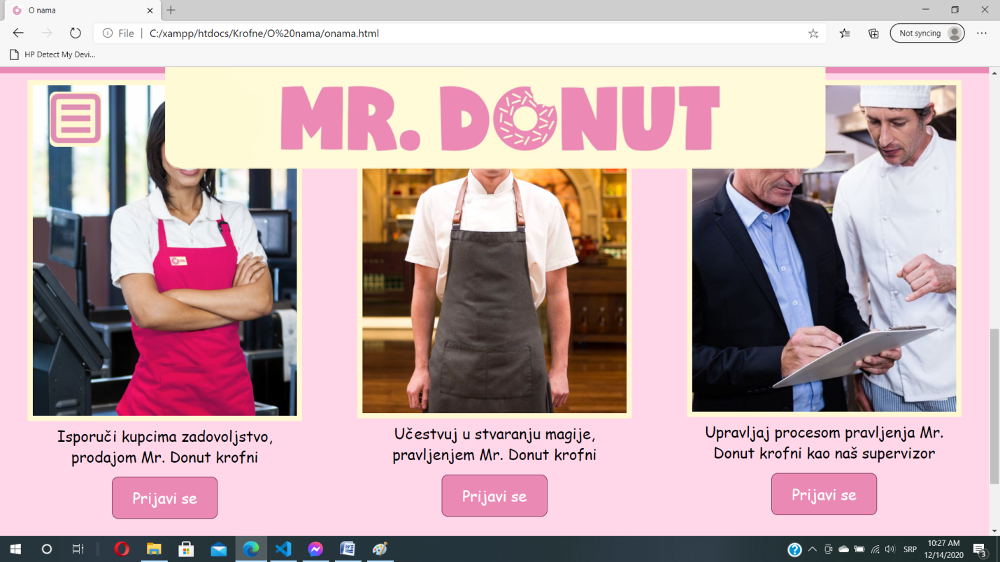 O nama
File
C:/xampp/htdocs/Krofne/O%20nama/onama.html
Not syncing
HP Detect My Devi...
MR. DONUT
MR.
Isporuči kupcima zadovoljstvo,
prodajom Mr. Donut krofni
Prijavi se
Učestvuj u stvaranju magije,
pravljenjem Mr. Donut krofni
Prijavi se
Upravljaj procesom pravljenja Mr.
Donut krofni kao naš supervizor
Prijavi se
SRP
10:27 AM
12/14/2020
3